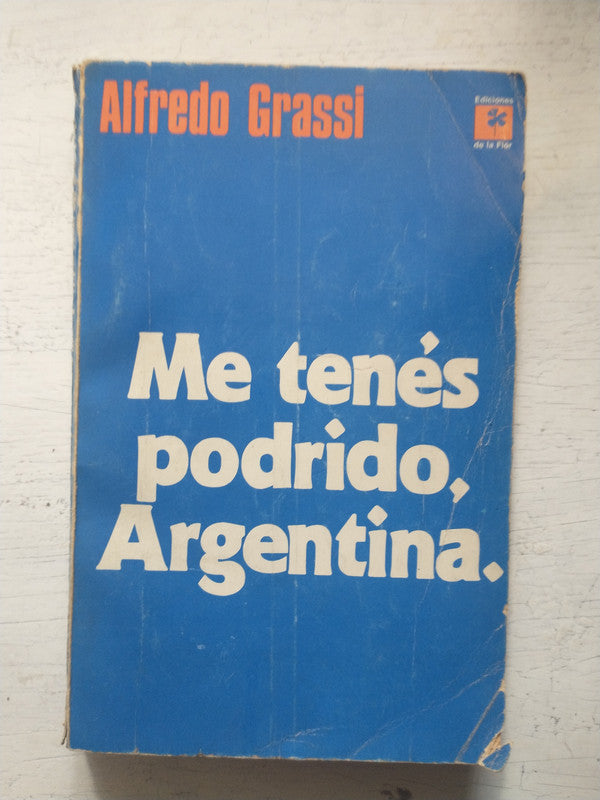 Alfredo Grassi
Ediciones
de la Flor
Me tenés
podrido,
Argentina.